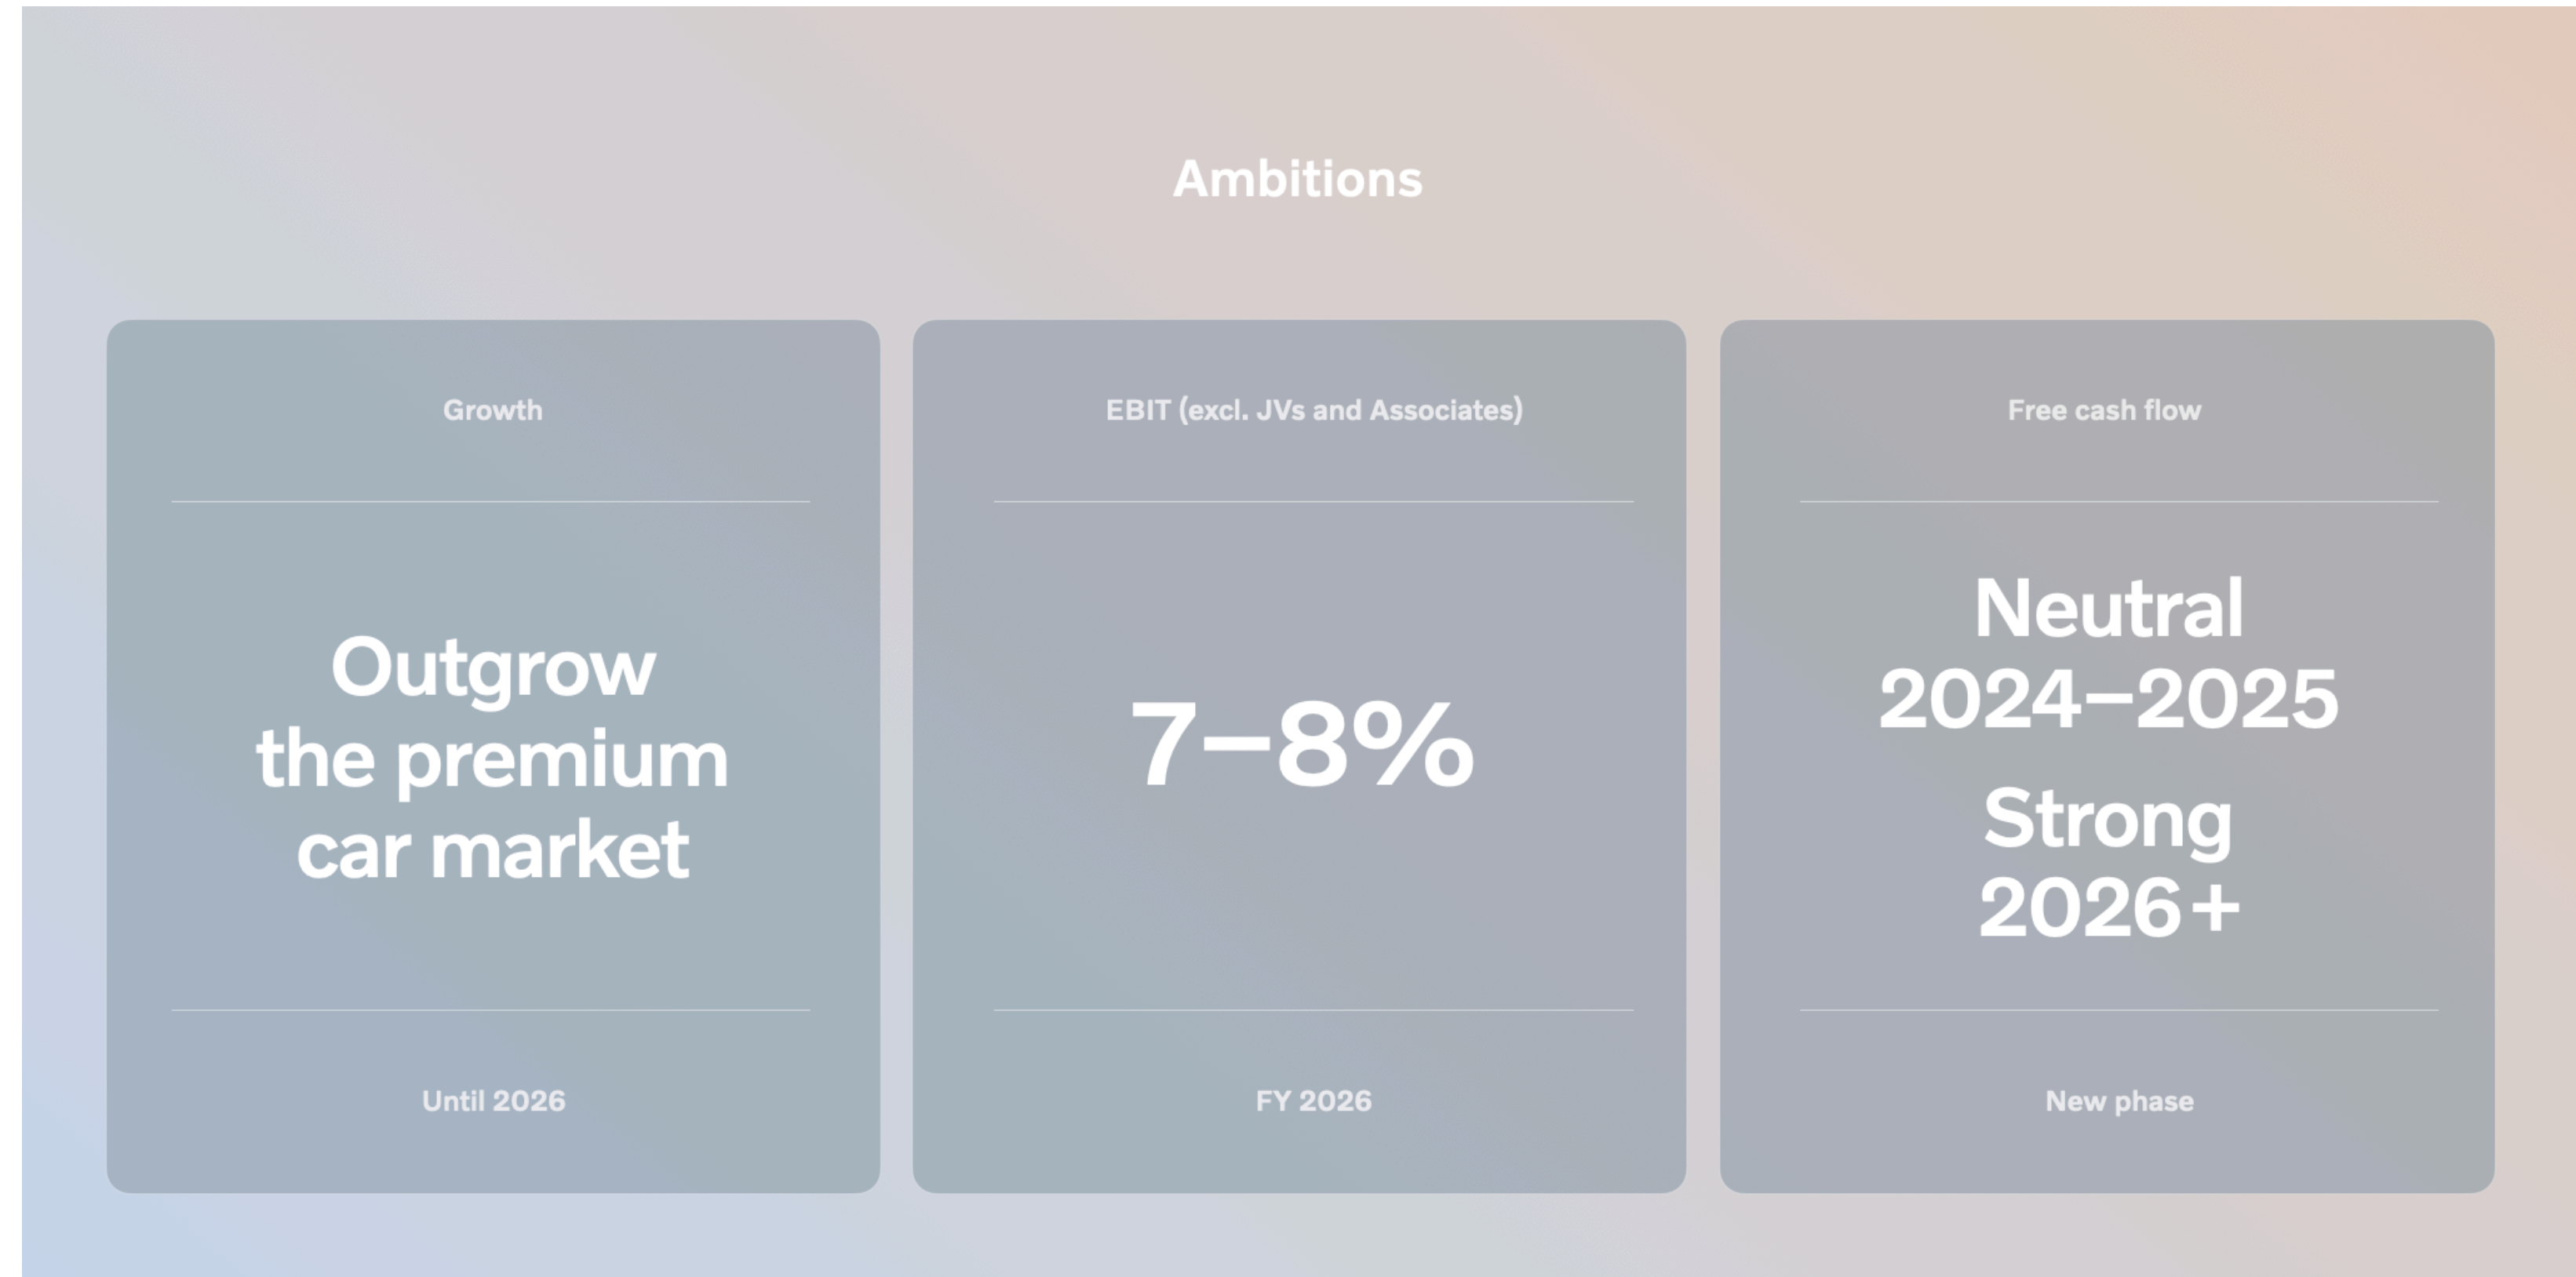 Ambitions
Growth
Outgrow
the premium
car market
Until 2026
EBIT (excl. JVs and Associates)
7–8%
FY 2026
Free cash flow
Neutral
2024–2025
Strong
2026+
New phase